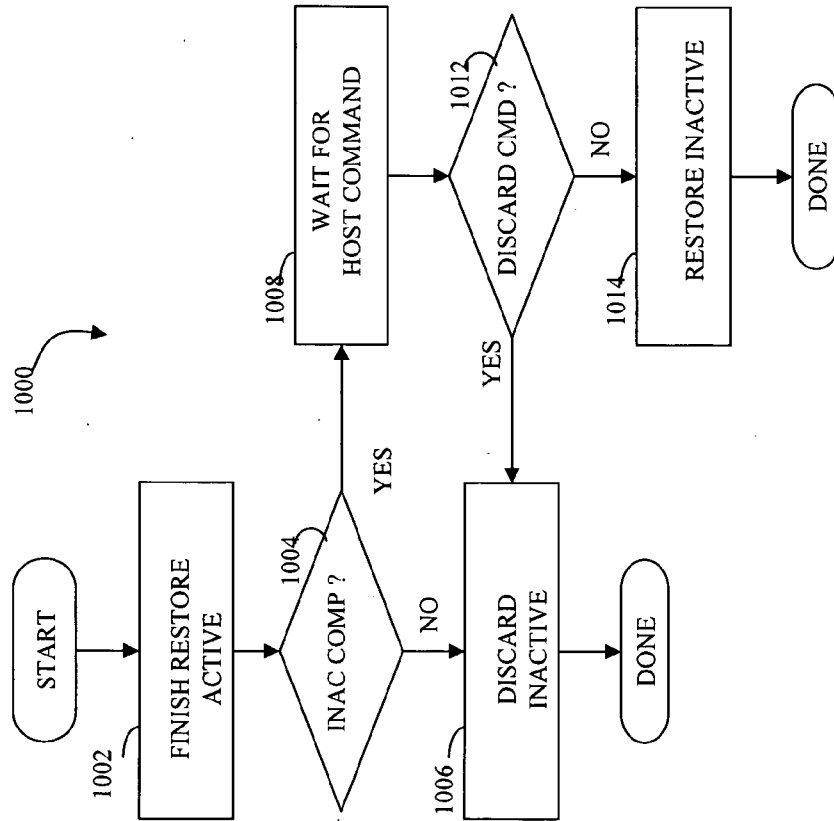 1000
START
1002
FINISH RESTORE
ACTIVE
1004
INAC COMP ?
YES
NO
1006
DISCARD
INACTIVE
DONE
1008
WAIT FOR
HOST COMMAND
1012
DISCARD CMD ?
YES
NO
1014
RESTORE INACTIVE
DONE